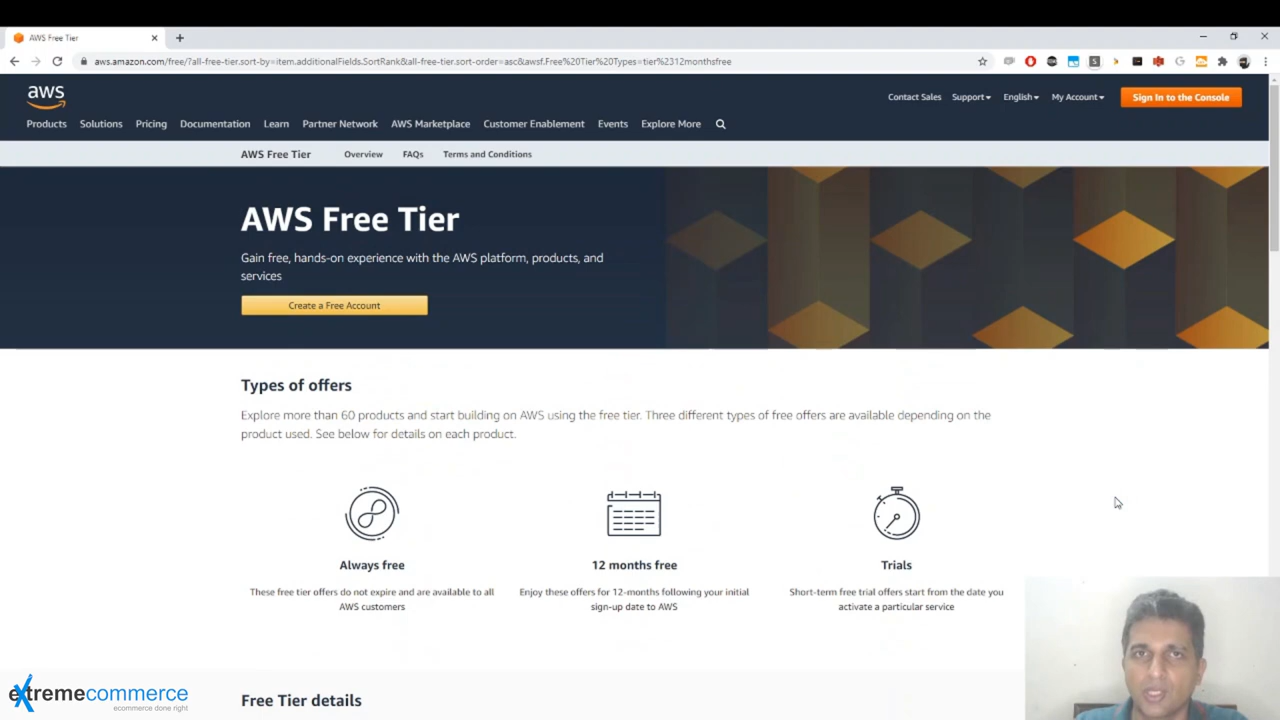 AWS Free Tier
aws.amazon.com/free/?all-free-tier.sort-by=item.additionalFields.SortRank&all-free-tier.sort-order=asc&awsf.Free%20Tier%20Types=tier%2312monthsfree
aws
Contact Sales Support English My Account Sign In to the Console
Products Solutions Pricing Documentation Learn Partner Network AWS Marketplace Customer Enablement Events Explore More
AWS Free Tier Overview FAQs Terms and Conditions
AWS Free Tier
Gain free, hands-on experience with the AWS platform, products, and
services
Create a Free Account
Types of offers
Explore more than 60 products and start building on AWS using the free tier. Three different types of free offers are available depending on the
product used. See below for details on each product.
Always free
These free tier offers do not expire and are available to all
AWS customers
12 months free
Enjoy these offers for 12-months following your initial
sign-up date to AWS
Trials
Short-term free trial offers start from the date you
activate a particular service
Free Tier details
extremecommerce
ecommerce done right